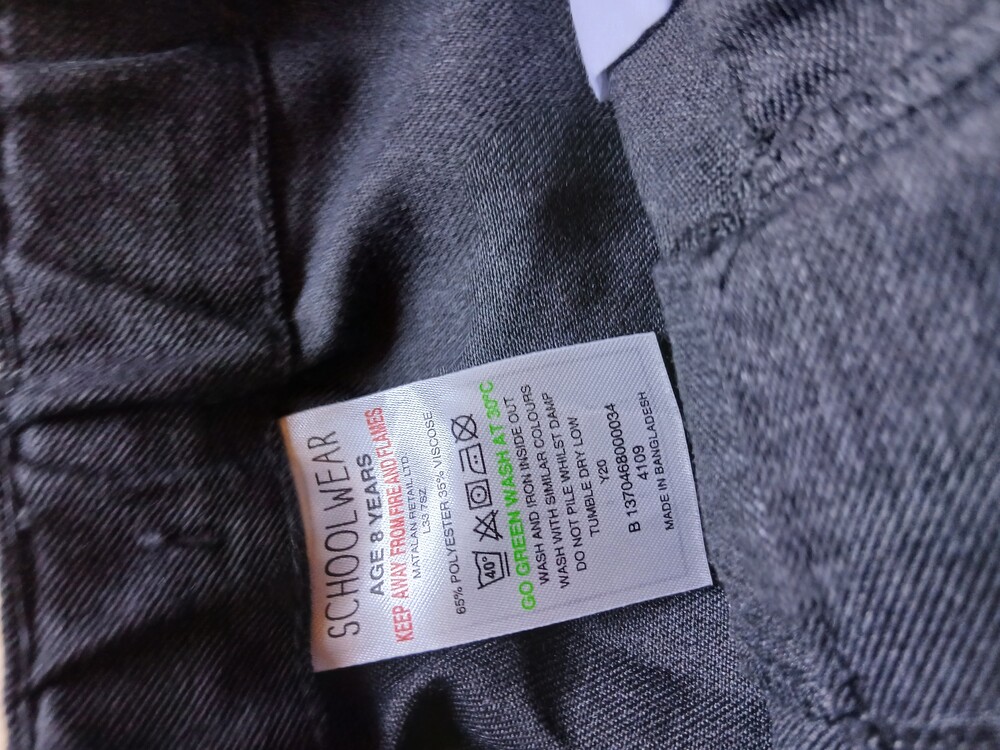 SCHOOLWEAR
AGE 8 YEARS
KEEP AWAY FROM FIRE AND FLAMES
MATALAN RETAIL LTD.
L33 7SZ
65% POLYESTER 35% VISCOSE
40°
GO GREEN WASH AT 30°C
WASH AND IRON INSIDE OUT
WASH WITH SIMILAR COLOURS
DO NOT PILE WHILST DAMP
TUMBLE DRY LOW
Y20
B 1370468000034
4109
MADE IN BANGLADESH